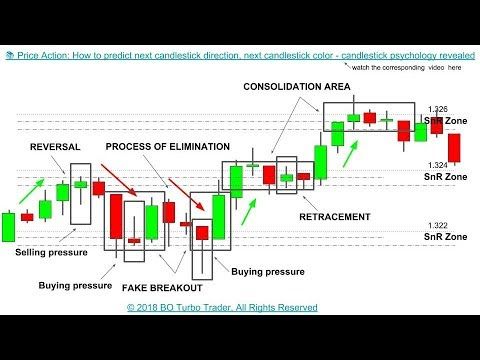 📚 Price Action: How to predict next candlestick direction, next candlestick color - candlestick psychology revealed
watch the corresponding video here
CONSOLIDATION AREA
1.326
SnR Zone
REVERSAL
PROCESS OF ELIMINATION
1.324
SnR Zone
RETRACEMENT
1.322
SnR Zone
Selling pressure
Buying pressure
Buying pressure
FAKE BREAKOUT
© 2018 BO Turbo Trader, All Rights Reserved